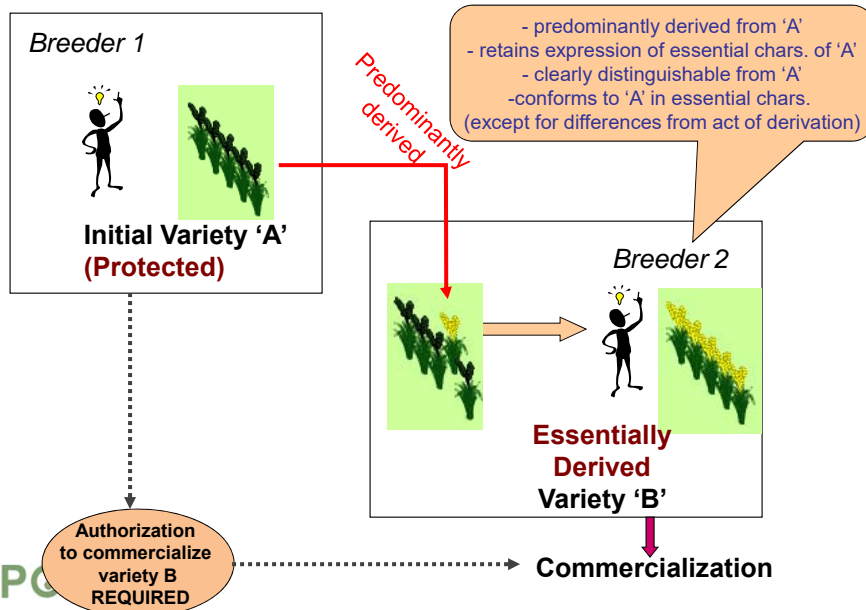 Breeder 1
Initial Variety ‘A’
(Protected)
Predominantly
derived
- predominantly derived from ‘A’
- retains expression of essential chars. of ‘A’
- clearly distinguishable from ‘A’
-conforms to ‘A’ in essential chars.
(except for differences from act of derivation)
Breeder 2
Essentially
Derived
Variety ‘B’
Authorization
to commercialize
variety B
REQUIRED
Commercialization